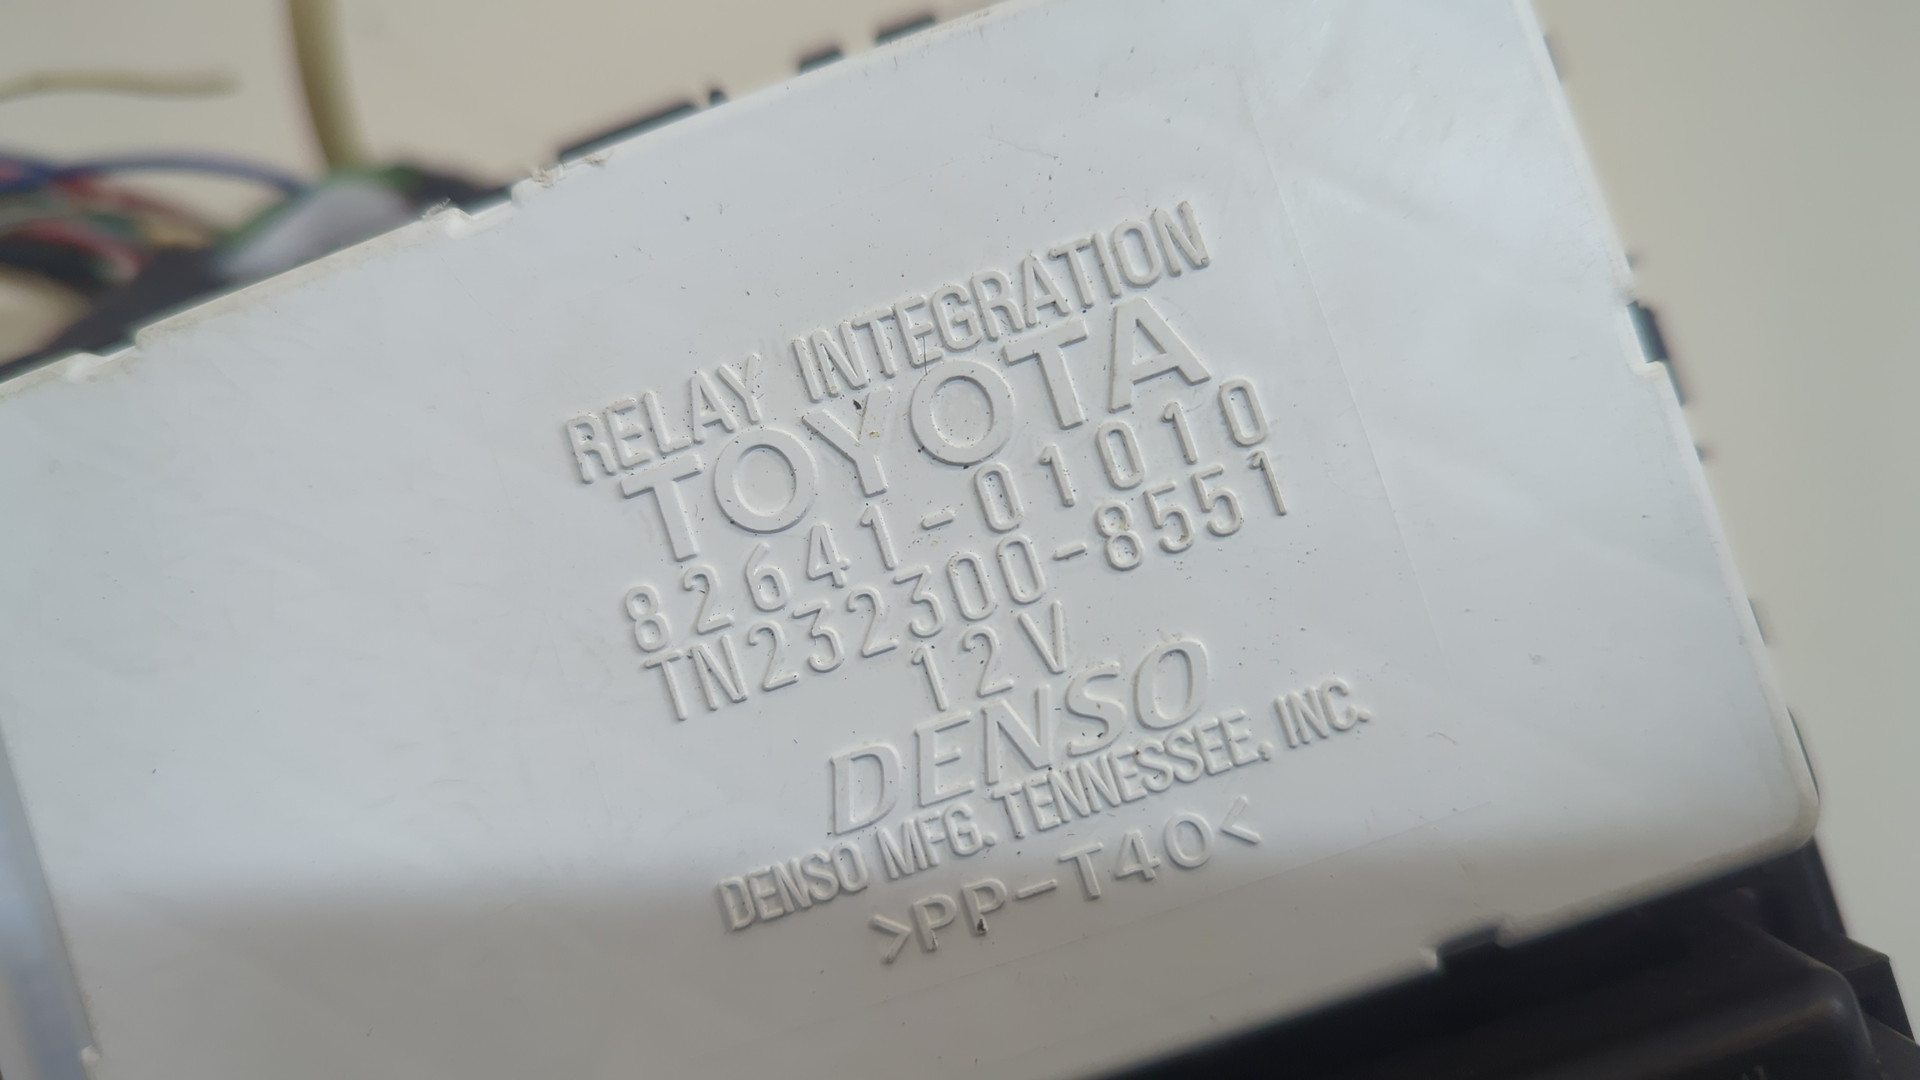 RELAY INTEGRATION
TOYOTA
82641-01010
TN232300-8551
12V
DENSO
DENSO MFG. TENNESSEE, INC.
>PP-T40<